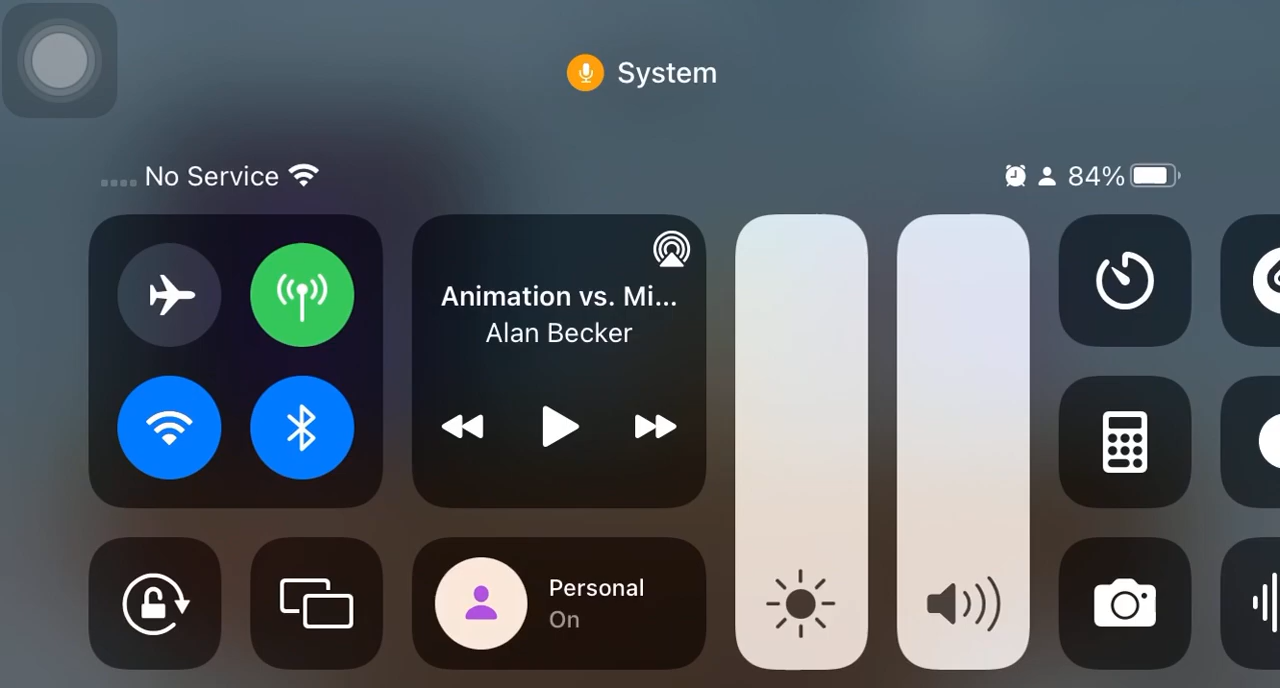 System
No Service
84%
Animation vs. Mi...
Alan Becker
Personal
On